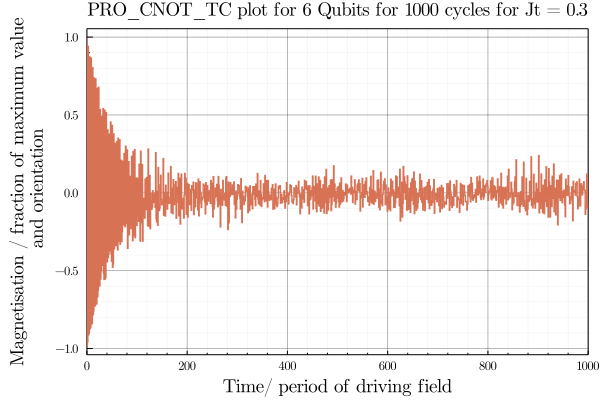 PRO_CNOT_TC plot for 6 Qubits for 1000 cycles for Jt = 0.3
Magnetisation / fraction of maximum value
and orientation
1.0
0.5
0.0
−0.5
−1.0
0 200 400 600 800 1000
Time/ period of driving field